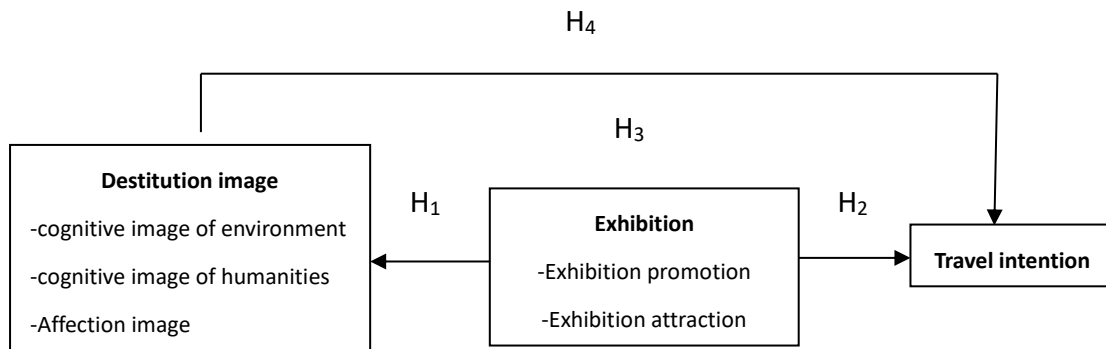 H4
H3
Destitution image
-cognitive image of environment
-cognitive image of humanities
-Affection image
H1
Exhibition
-Exhibition promotion
-Exhibition attraction
H2
Travel intention